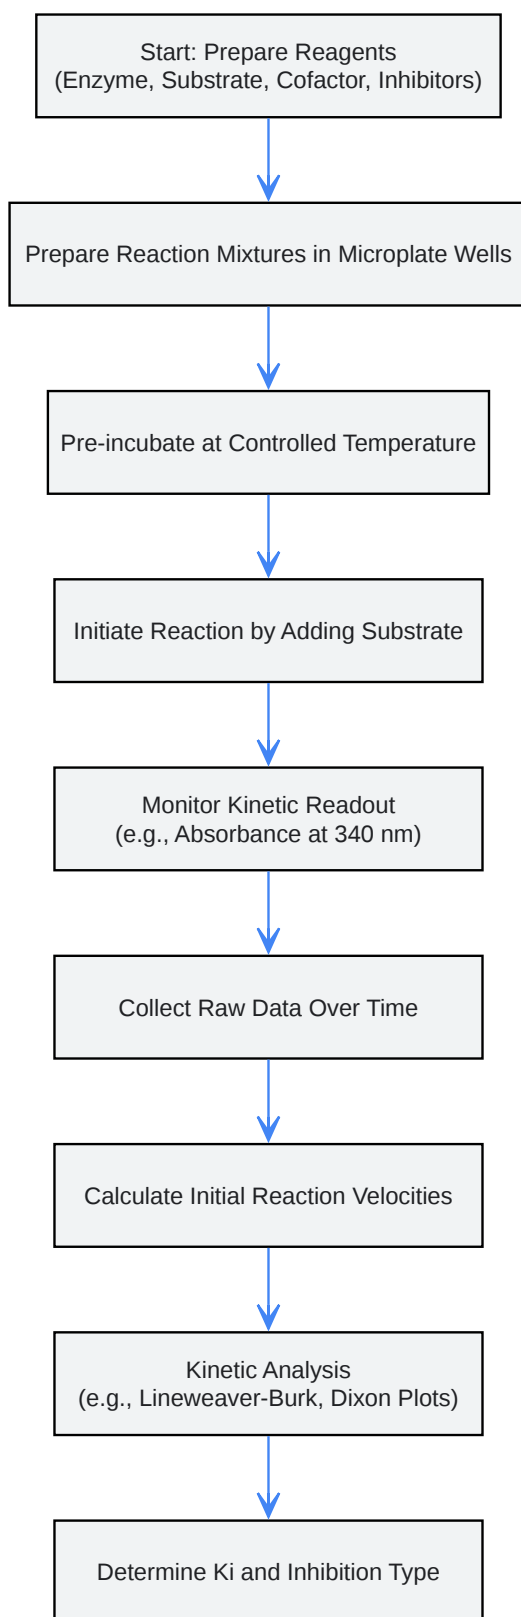 Start: Prepare Reagents
(Enzyme, Substrate, Cofactor, Inhibitors)
Prepare Reaction Mixtures in Microplate Wells
Pre-incubate at Controlled Temperature
Initiate Reaction by Adding Substrate
Monitor Kinetic Readout
(e.g., Absorbance at 340 nm)
Collect Raw Data Over Time
Calculate Initial Reaction Velocities
Kinetic Analysis
(e.g., Lineweaver-Burk, Dixon Plots)
Determine Ki and Inhibition Type